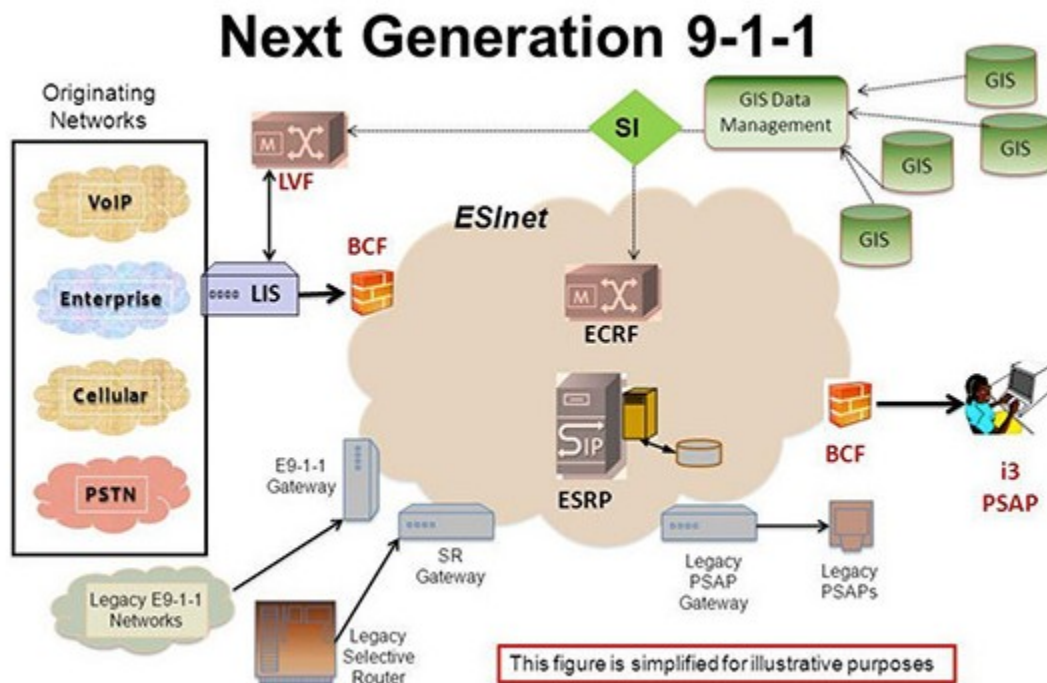 Next Generation 9-1-1
Originating
Networks
VoIP
Enterprise
Cellular
PSTN
LVF
M
LIS
BCF
ESInet
SI
GIS Data
Management
GIS
GIS
GIS
GIS
M
ECRF
SIP
ESRP
BCF
i3
PSAP
E9-1-1
Gateway
SR
Gateway
Legacy
PSAP
Gateway
Legacy
PSAPs
Legacy E9-1-1
Networks
Legacy
Selective
Router
This figure is simplified for illustrative purposes